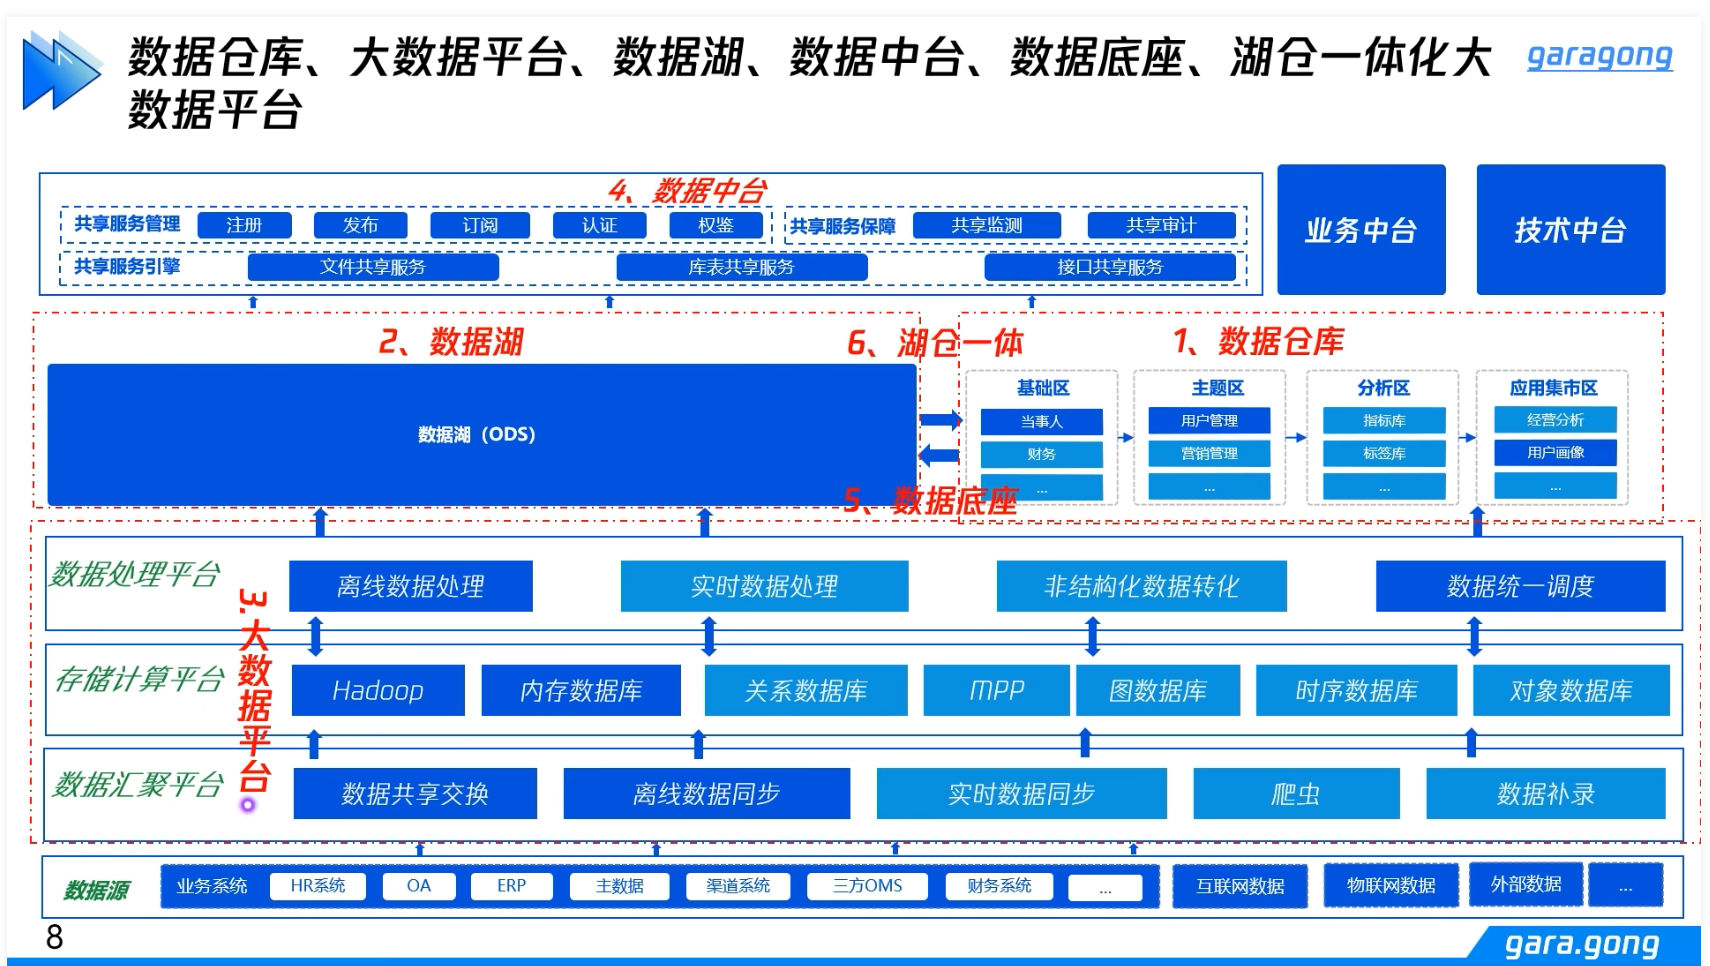 数据仓库、大数据平台、数据湖、数据中台、数据底座、湖仓一体化大
数据平台
garagong
4、数据中台
共享服务管理 注册 发布 订阅 认证 权鉴 共享服务保障 共享监测 共享审计
共享服务引擎 文件共享服务 库表共享服务 接口共享服务
业务中台 技术中台
2、数据湖 6、湖仓一体 1、数据仓库
数据湖（ODS）
基础区 主题区 分析区 应用集市区
当事人 用户管理 指标库 经营分析
财务 营销管理 标签库 用户画像
... ... ... ...
5、数据底座
数据处理平台 离线数据处理 实时数据处理 非结构化数据转化 数据统一调度
3.大数据平台
存储计算平台 Hadoop 内存数据库 关系数据库 MPP 图数据库 时序数据库 对象数据库
数据汇聚平台 数据共享交换 离线数据同步 实时数据同步 爬虫 数据补录
数据源 业务系统 HR系统 OA ERP 主数据 渠道系统 三方OMS 财务系统 ... 互联网数据 物联网数据 外部数据 ...
8
gara.gong